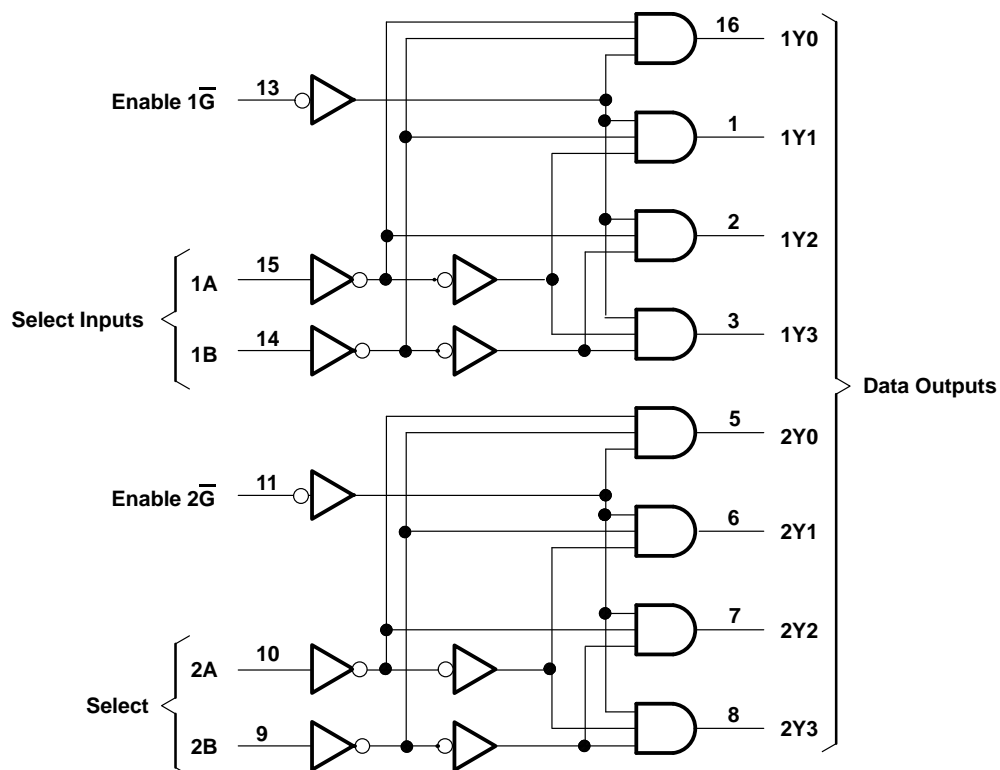 16
1Y0
Enable 1G̅
13
1
1Y1
2
1Y2
Select Inputs
1A
15
1B
14
3
1Y3
Data Outputs
5
2Y0
Enable 2G̅
11
6
2Y1
7
2Y2
Select
2A
10
2B
9
8
2Y3